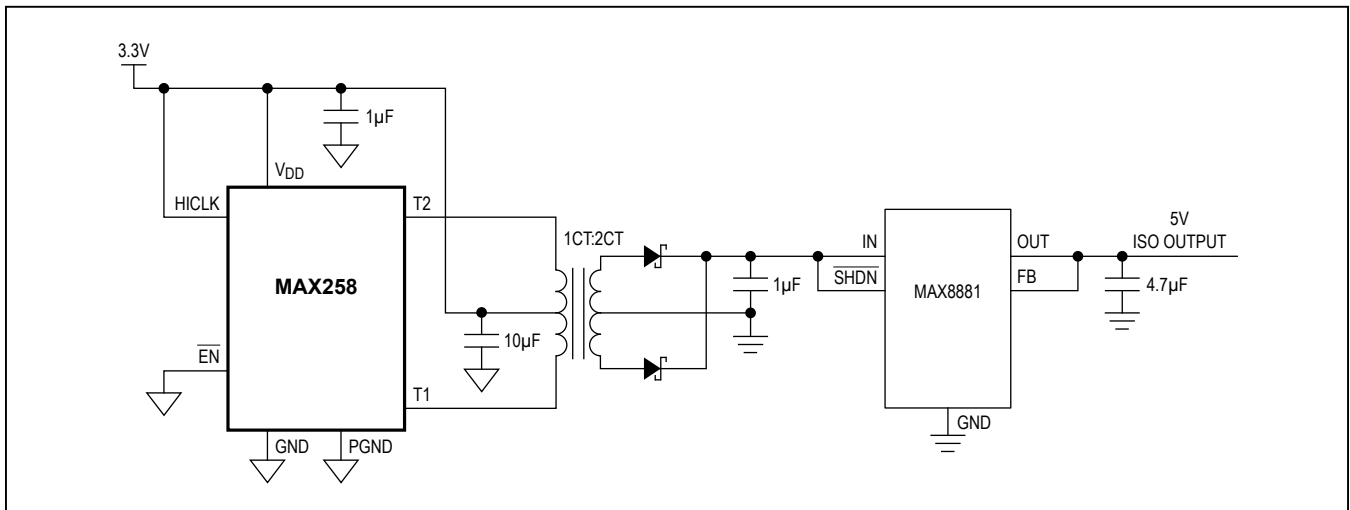 3.3V
1µF
VDD
HICLK
T2
1CT:2CT
MAX258
EN
10µF
T1
GND
PGND
1µF
IN
SHDN
MAX8881
OUT
FB
GND
5V
ISO OUTPUT
4.7µF